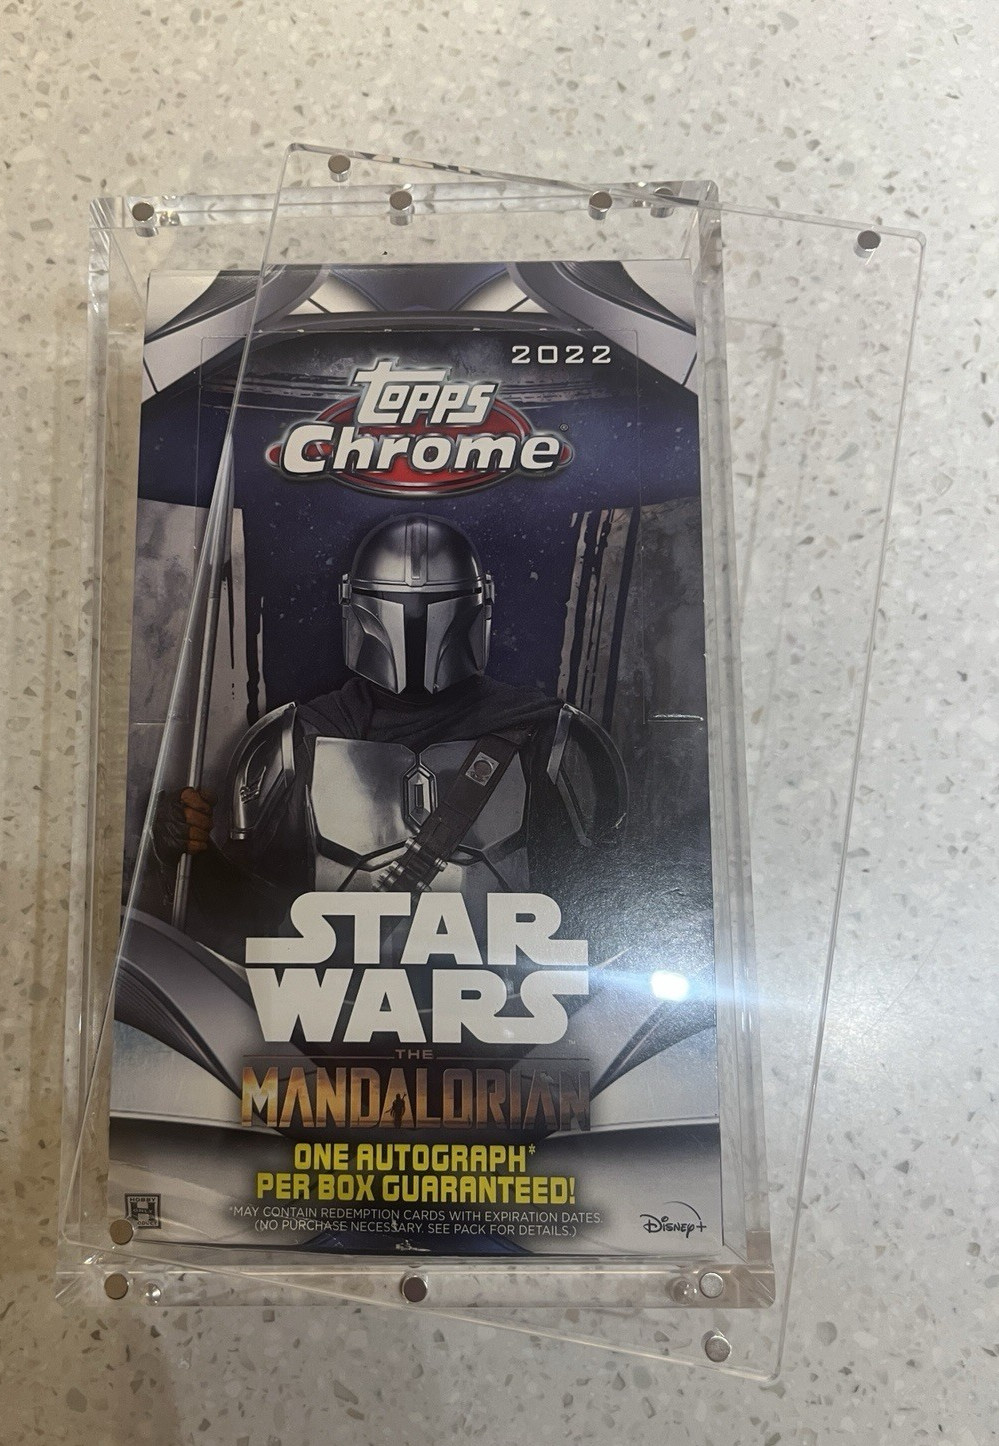 2022
topps
Chrome®
STAR
WARS
THE
MANDALORIAN
ONE AUTOGRAPH*
PER BOX GUARANTEED!
*MAY CONTAIN REDEMPTION CARDS WITH EXPIRATION DATES.
(NO PURCHASE NECESSARY. SEE PACK FOR DETAILS.)
HOBBY
Disney+